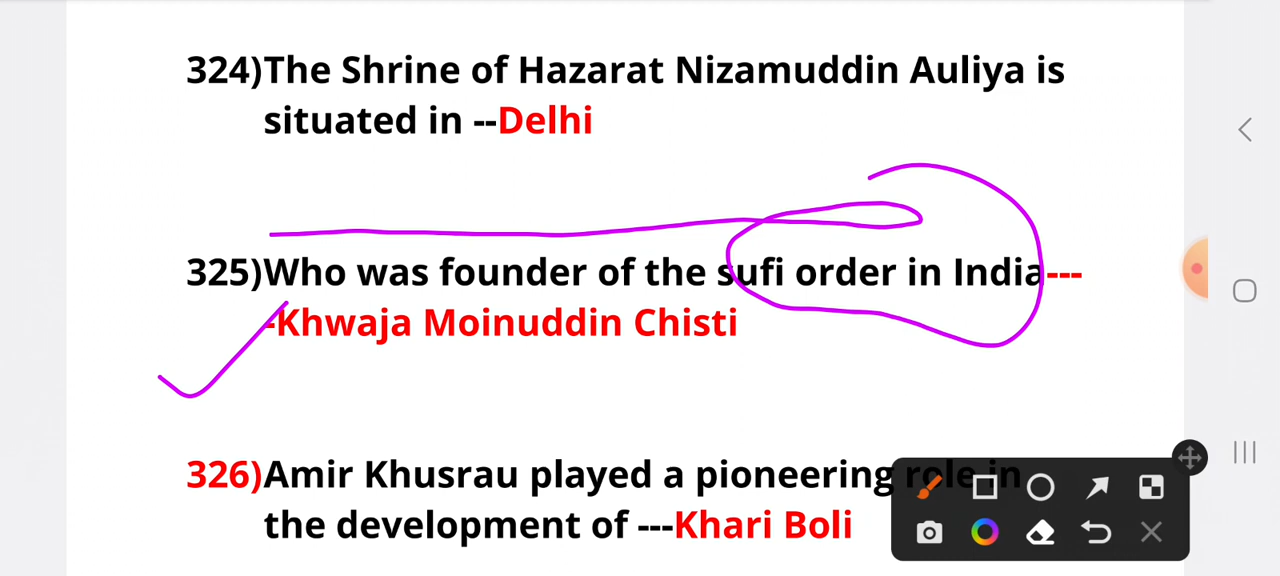 324)The Shrine of Hazarat Nizamuddin Auliya is
situated in --Delhi
325)Who was founder of the sufi order in India---
-Khwaja Moinuddin Chisti
326)Amir Khusrau played a pioneering role in
the development of ---Khari Boli